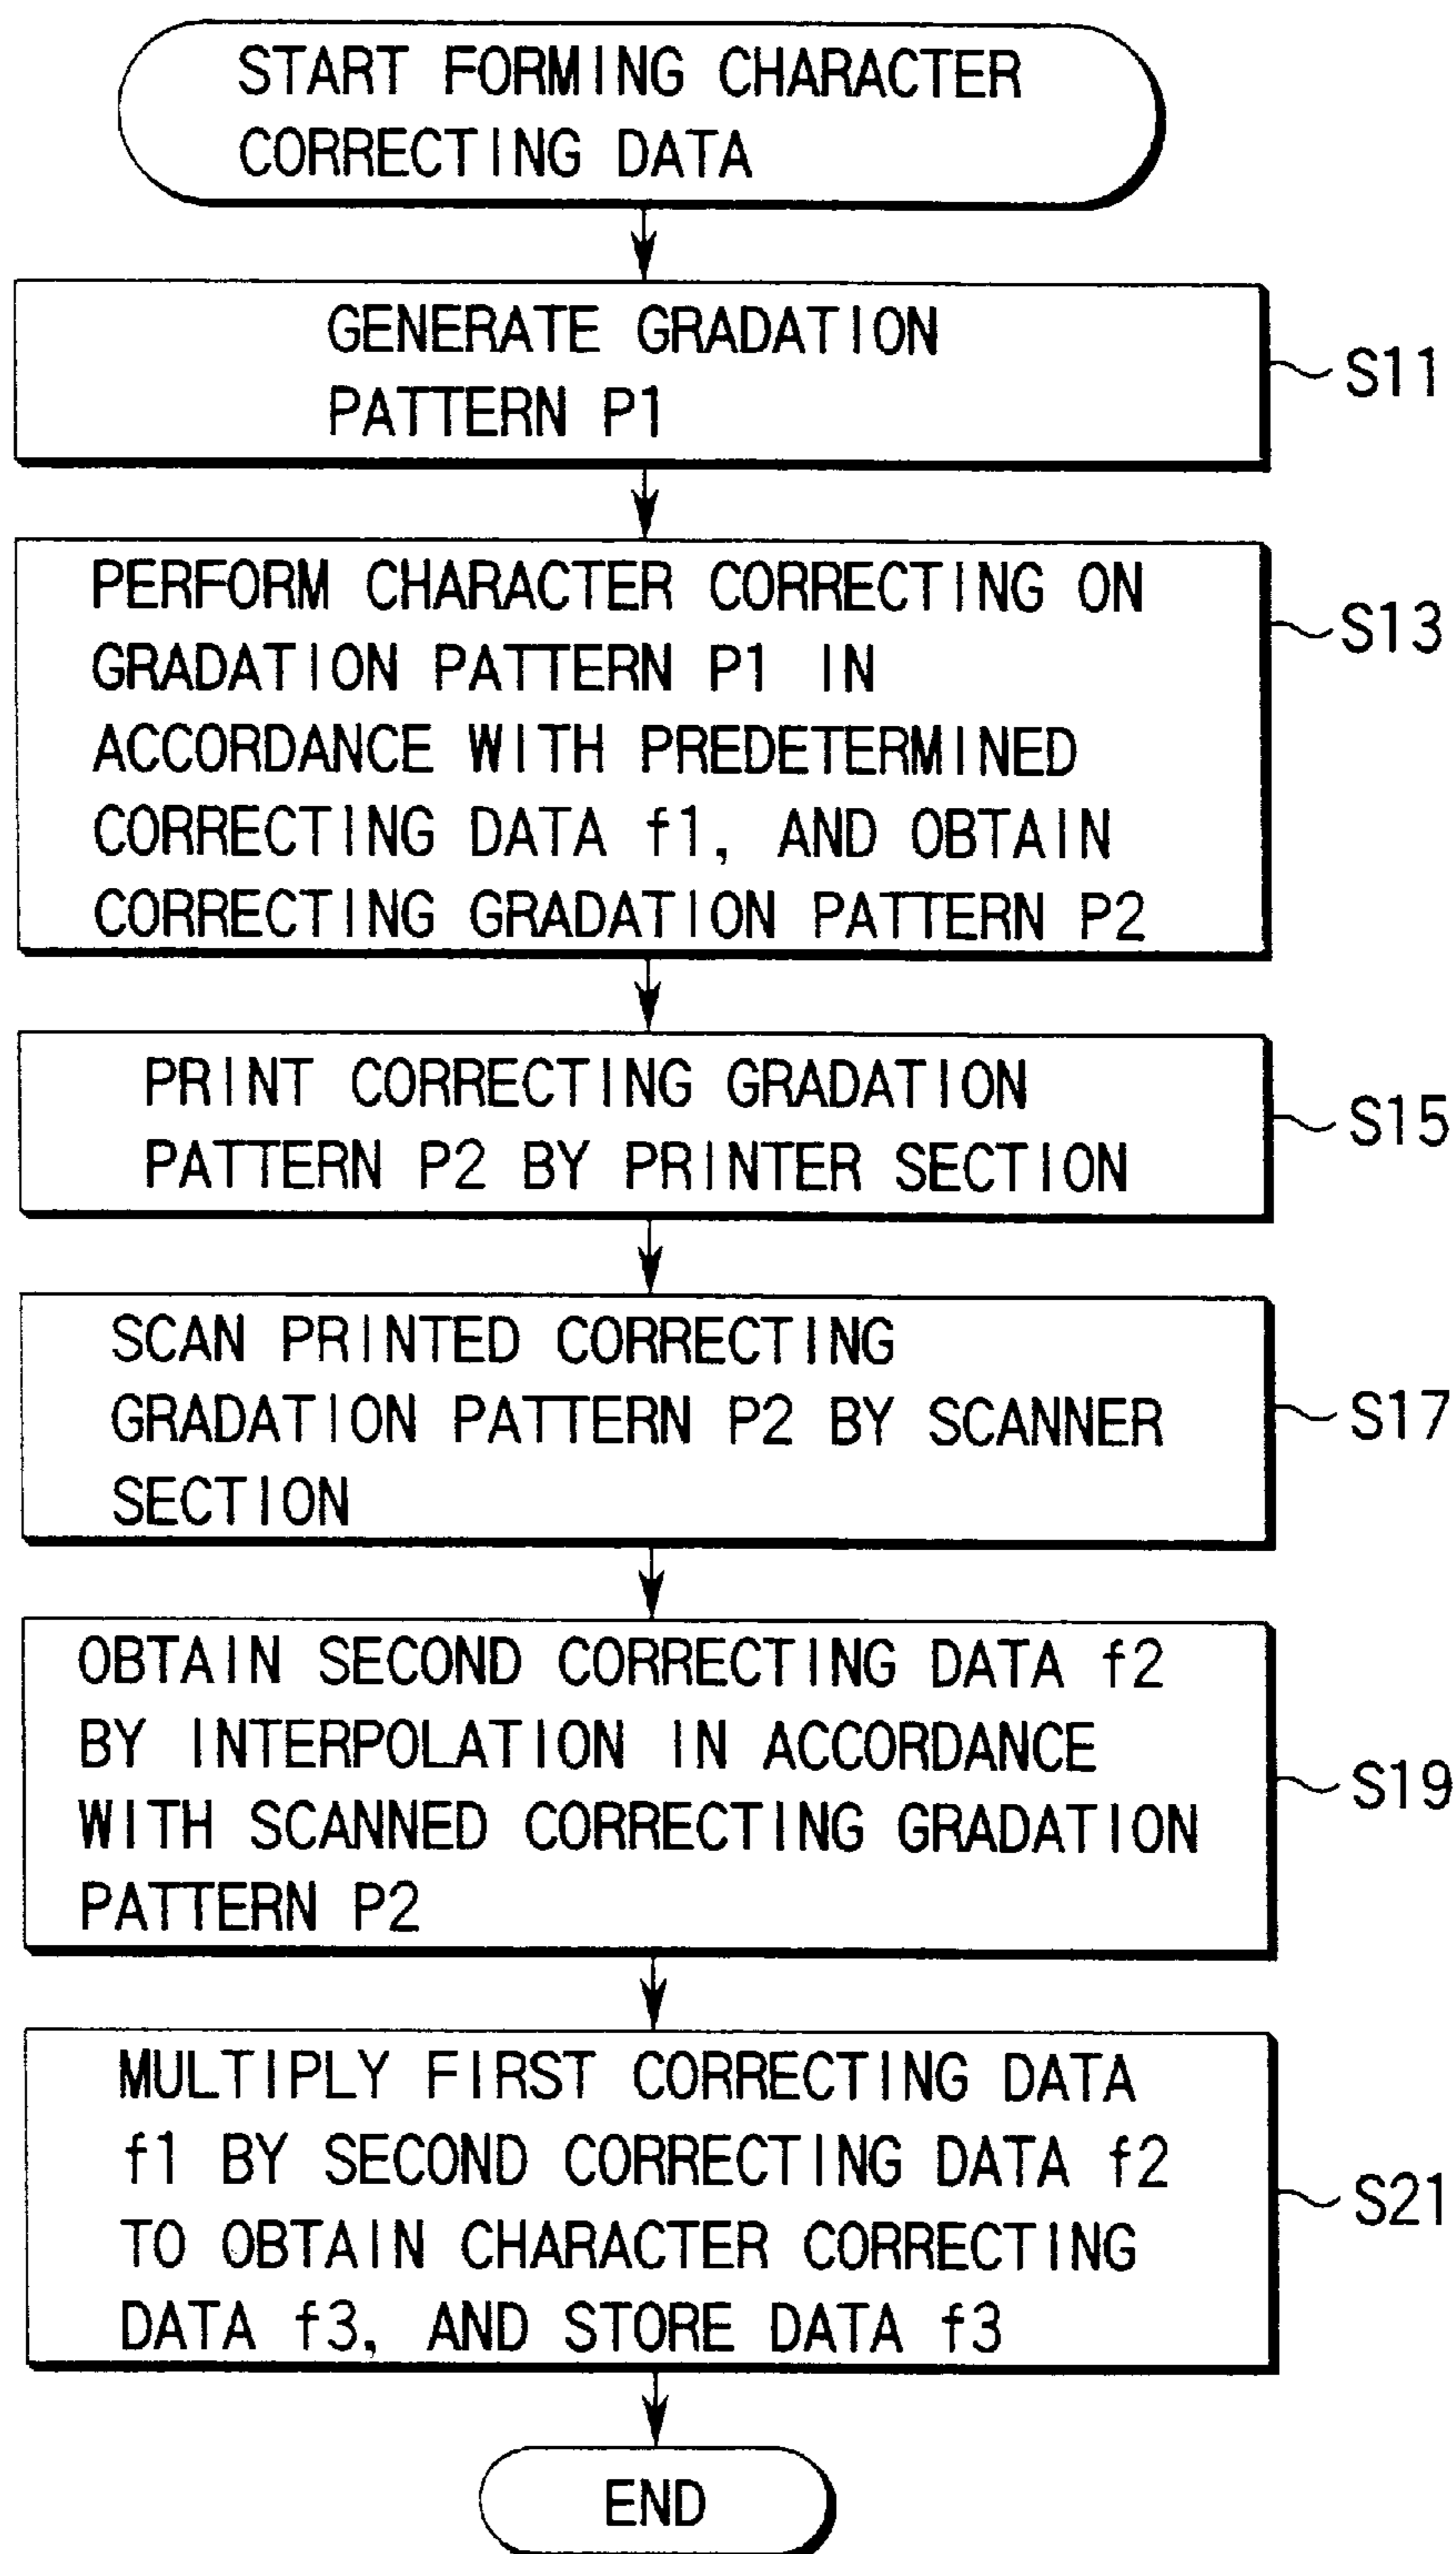 START FORMING CHARACTER
CORRECTING DATA
GENERATE GRADATION
PATTERN P1
S11
PERFORM CHARACTER CORRECTING ON
GRADATION PATTERN P1 IN
ACCORDANCE WITH PREDETERMINED
CORRECTING DATA f1, AND OBTAIN
CORRECTING GRADATION PATTERN P2
S13
PRINT CORRECTING GRADATION
PATTERN P2 BY PRINTER SECTION
S15
SCAN PRINTED CORRECTING
GRADATION PATTERN P2 BY SCANNER
SECTION
S17
OBTAIN SECOND CORRECTING DATA f2
BY INTERPOLATION IN ACCORDANCE
WITH SCANNED CORRECTING GRADATION
PATTERN P2
S19
MULTIPLY FIRST CORRECTING DATA
f1 BY SECOND CORRECTING DATA f2
TO OBTAIN CHARACTER CORRECTING
DATA f3, AND STORE DATA f3
S21
END